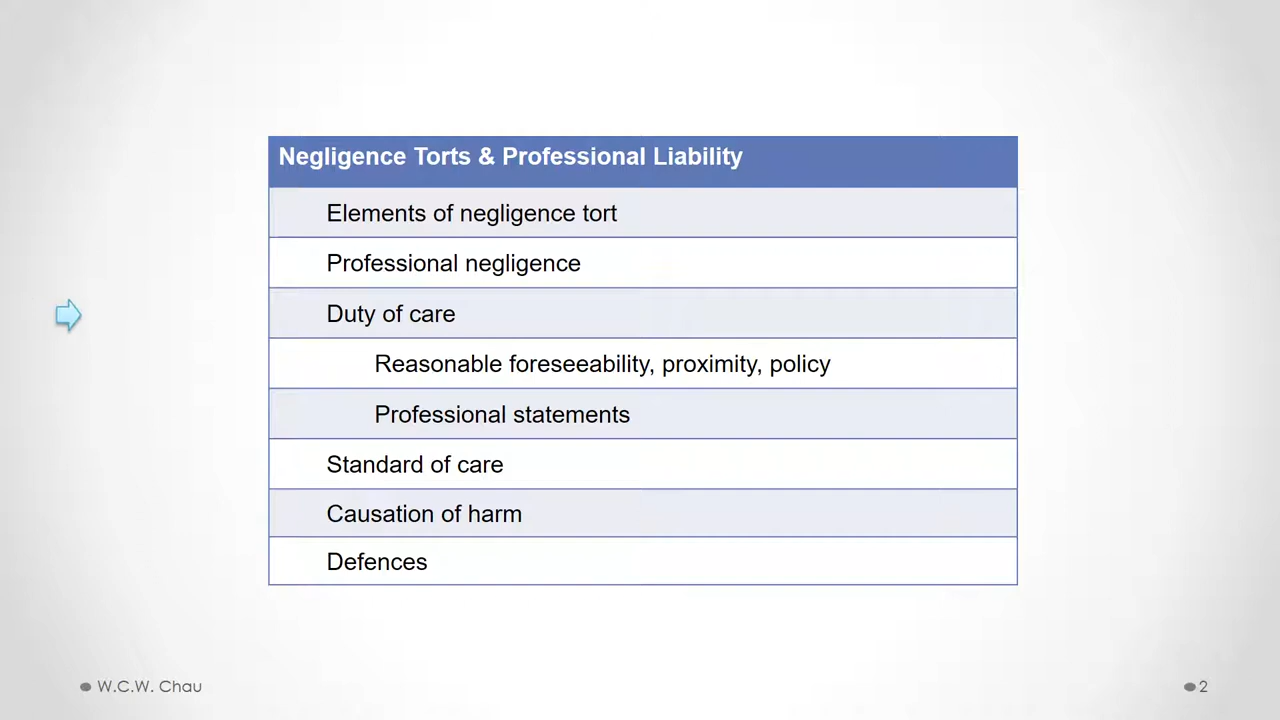 Negligence Torts & Professional Liability
Elements of negligence tort
Professional negligence
Duty of care
Reasonable foreseeability, proximity, policy
Professional statements
Standard of care
Causation of harm
Defences
W.C.W. Chau
2